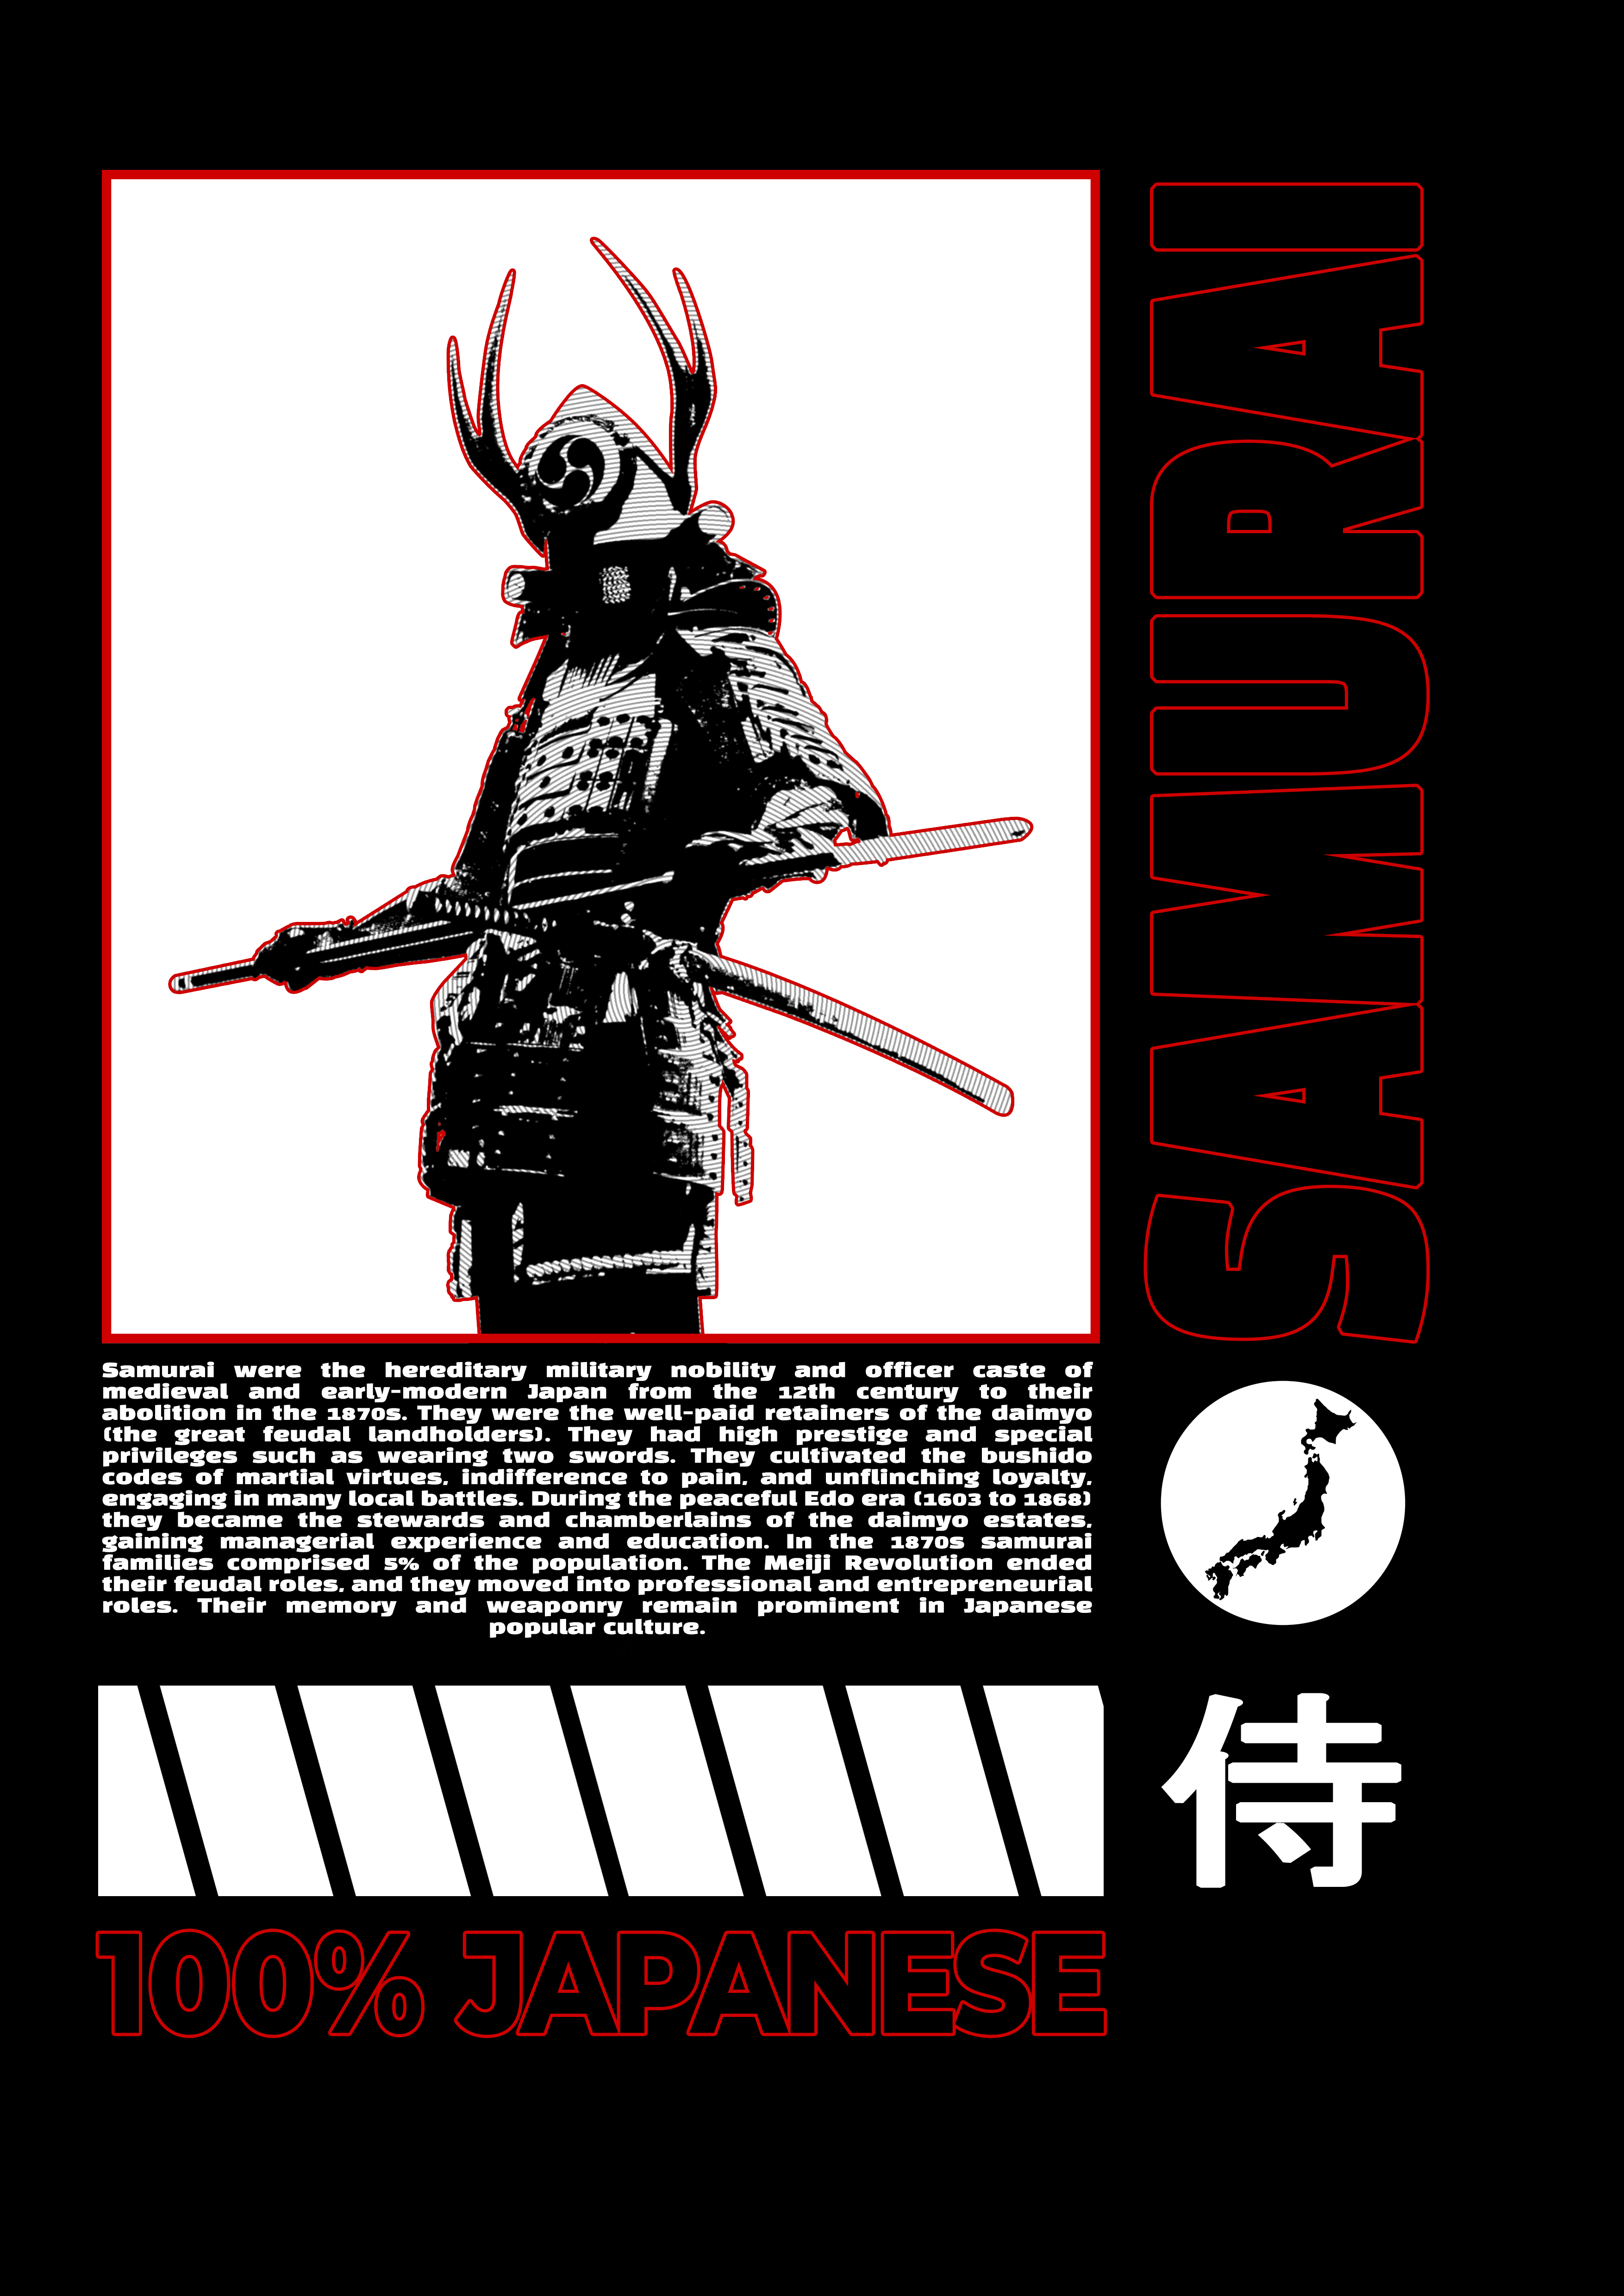 SAMURAI
Samurai were the hereditary military nobility and officer caste of
medieval and early-modern Japan from the 12th century to their
abolition in the 1870s. They were the well-paid retainers of the daimyo
(the great feudal landholders). They had high prestige and special
privileges such as wearing two swords. They cultivated the bushido
codes of martial virtues, indifference to pain, and unflinching loyalty,
engaging in many local battles. During the peaceful Edo era (1603 to 1868)
they became the stewards and chamberlains of the daimyo estates,
gaining managerial experience and education. In the 1870s samurai
families comprised 5% of the population. The Meiji Revolution ended
their feudal roles, and they moved into professional and entrepreneurial
roles. Their memory and weaponry remain prominent in Japanese
popular culture.
侍
100% JAPANESE